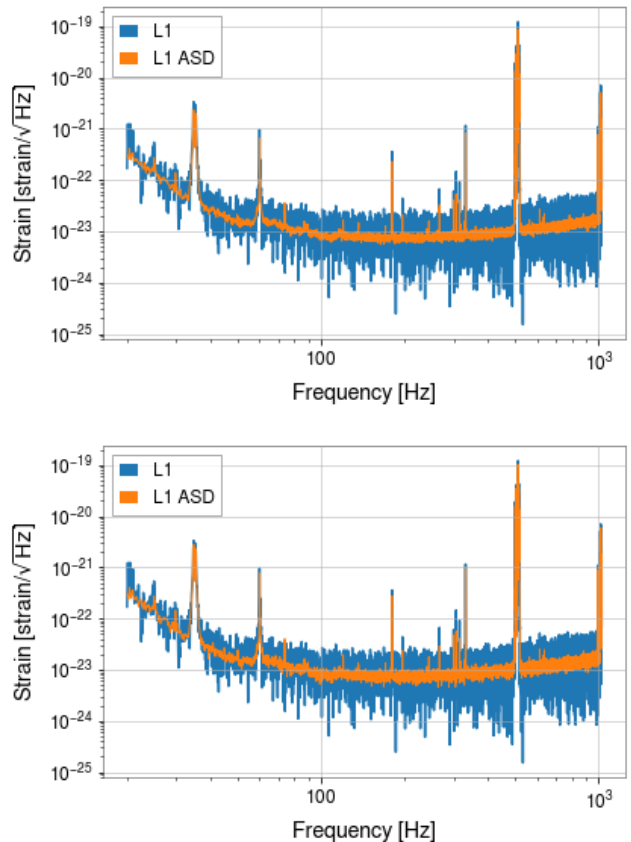 10⁻¹⁹
10⁻²⁰
10⁻²¹
10⁻²²
10⁻²³
10⁻²⁴
10⁻²⁵
Strain [strain/√Hz]
L1
L1 ASD
100
10³
Frequency [Hz]
10⁻¹⁹
10⁻²⁰
10⁻²¹
10⁻²²
10⁻²³
10⁻²⁴
10⁻²⁵
Strain [strain/√Hz]
L1
L1 ASD
100
10³
Frequency [Hz]